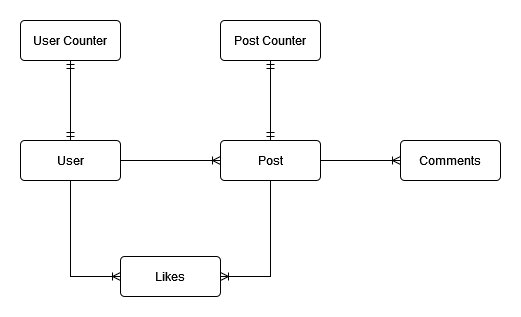 User Counter
Post Counter
User
Post
Comments
Likes